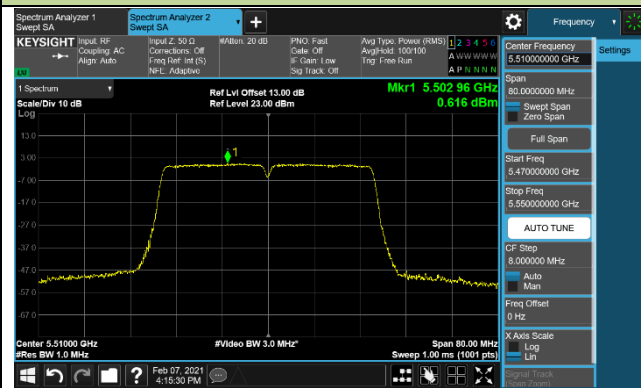 Spectrum Analyzer 1
Swept SA
Spectrum Analyzer 2
Swept SA
Frequency
KEYSIGHT
Input: RF
Coupling: AC
Align: Auto
Input Z: 50 Ω
Corrections: Off
Freq Ref: Int (S)
NFE: Adaptive
#Atten: 20 dB
PNO: Fast
Gate: Off
IF Gain: Low
Sig Track: Off
Avg Type: Power (RMS)
Avg|Hold: 100/100
Trig: Free Run
1 2 3 4 5 6
A W W W W W
A P N N N N
LXI
1 Spectrum
Scale/Div 10 dB
Log
Ref Lvl Offset 13.00 dB
Ref Level 23.00 dBm
Mkr1 5.502 96 GHz
0.616 dBm
13.0
3.00
-7.00
-17.0
-27.0
-37.0
-47.0
-57.0
-67.0
1
Center 5.51000 GHz
#Res BW 1.0 MHz
#Video BW 3.0 MHz*
Span 80.00 MHz
Sweep 1.00 ms (1001 pts)
Center Frequency
5.510000000 GHz
Settings
Span
80.0000000 MHz
Swept Span
Zero Span
Full Span
Start Freq
5.470000000 GHz
Stop Freq
5.550000000 GHz
AUTO TUNE
CF Step
8.000000 MHz
Auto
Man
Freq Offset
0 Hz
X Axis Scale
Log
Lin
Signal Track
(Span Zoom)
Feb 07, 2021
4:15:30 PM